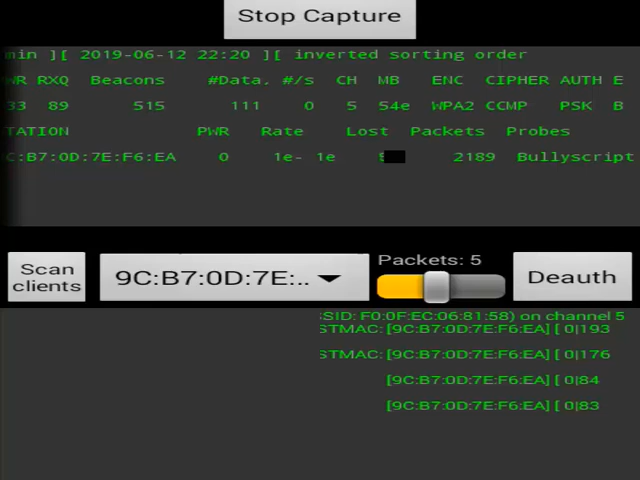 Stop Capture
min ][ 2019-06-12 22:20 ][ inverted sorting order
WR RXQ Beacons #Data, #/s CH MB ENC CIPHER AUTH E
33 89 515 111 0 5 54e WPA2 CCMP PSK B
TATION PWR Rate Lost Packets Probes
C:B7:0D:7E:F6:EA 0 1e- 1e 2189 Bullyscript
Scan clients
9C:B7:0D:7E:..
Packets: 5
Deauth
SSID: F0:0F:EC:06:81:58) on channel 5
STMAC: [9C:B7:0D:7E:F6:EA] [ 0|193
STMAC: [9C:B7:0D:7E:F6:EA] [ 0|176
[9C:B7:0D:7E:F6:EA] [ 0|84
[9C:B7:0D:7E:F6:EA] [ 0|83